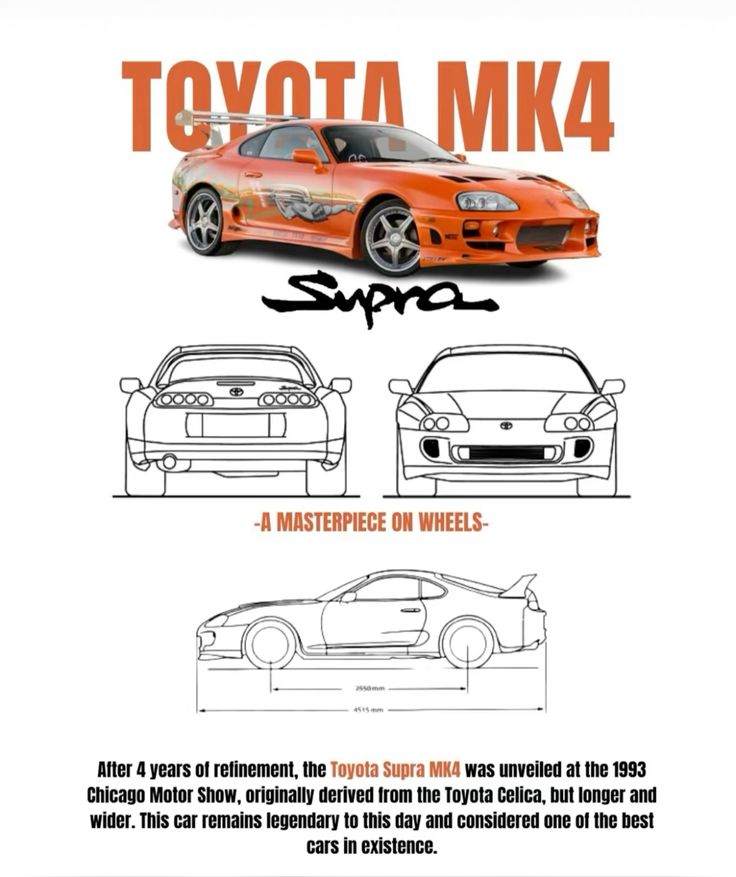 TOYOTA MK4
Supra
-A MASTERPIECE ON WHEELS-
2550 mm
4515 mm
After 4 years of refinement, the Toyota Supra MK4 was unveiled at the 1993
Chicago Motor Show, originally derived from the Toyota Celica, but longer and
wider. This car remains legendary to this day and considered one of the best
cars in existence.